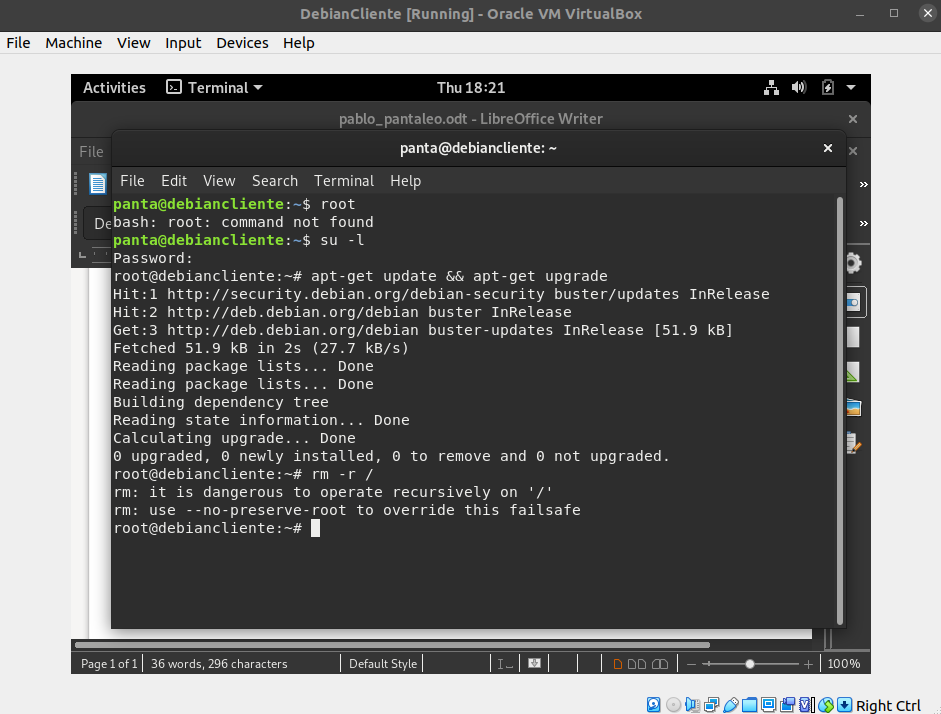 DebianCliente [Running] - Oracle VM VirtualBox
File Machine View Input Devices Help
Activities Terminal Thu 18:21
pablo_pantaleo.odt - LibreOffice Writer
File
panta@debiancliente: ~
File Edit View Search Terminal Help
De
panta@debiancliente:~$ root
bash: root: command not found
panta@debiancliente:~$ su -l
Password:
root@debiancliente:~# apt-get update && apt-get upgrade
Hit:1 http://security.debian.org/debian-security buster/updates InRelease
Hit:2 http://deb.debian.org/debian buster InRelease
Get:3 http://deb.debian.org/debian buster-updates InRelease [51.9 kB]
Fetched 51.9 kB in 2s (27.7 kB/s)
Reading package lists... Done
Reading package lists... Done
Building dependency tree
Reading state information... Done
Calculating upgrade... Done
0 upgraded, 0 newly installed, 0 to remove and 0 not upgraded.
root@debiancliente:~# rm -r /
rm: it is dangerous to operate recursively on '/'
rm: use --no-preserve-root to override this failsafe
root@debiancliente:~#
Page 1 of 1 36 words, 296 characters Default Style 100%
Right Ctrl